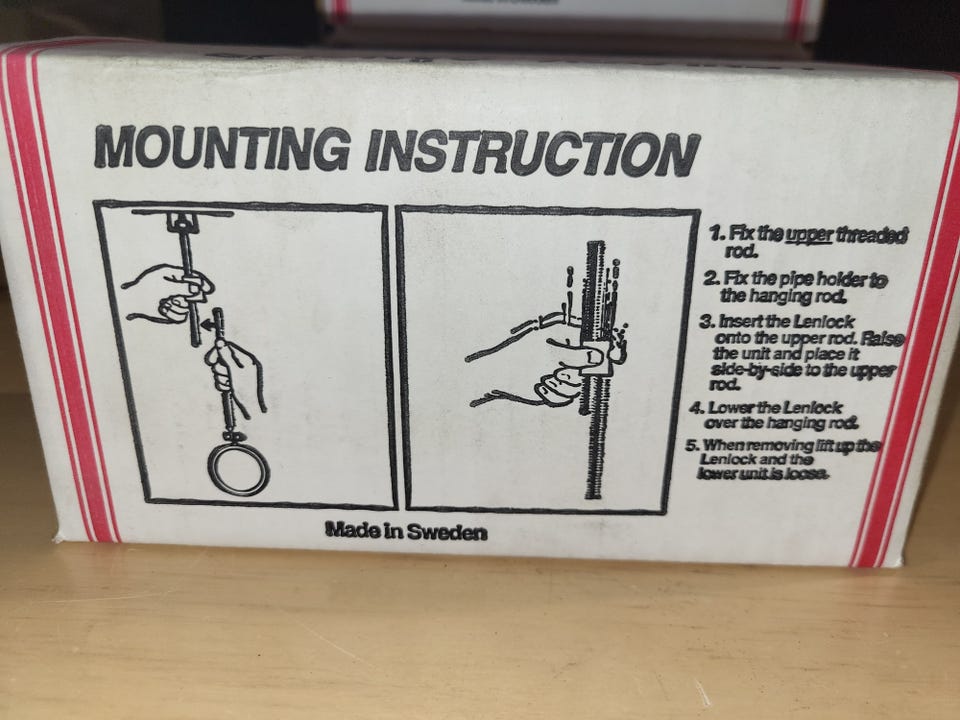 MOUNTING INSTRUCTION
1. Fix the upper threaded
rod.
2. Fix the pipe holder to
the hanging rod.
3. Insert the Lenlock
onto the upper rod. Raise
the unit and place it
side-by-side to the upper
rod.
4. Lower the Lenlock
over the hanging rod.
5. When removing lift up the
Lenlock and the
lower unit is loose.
Made in Sweden